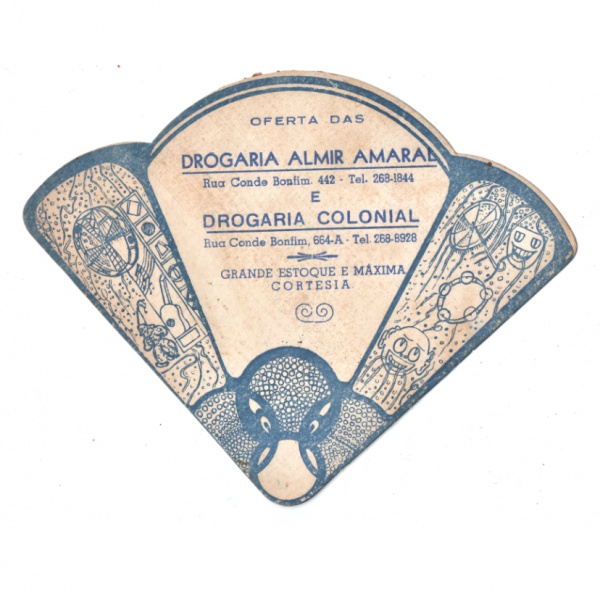 OFERTA DAS
DROGARIA ALMIR AMARAL
Rua Conde Bonfim, 442 - Tel. 268-1844
E
DROGARIA COLONIAL
Rua Conde Bonfim, 664-A - Tel. 268-8928
GRANDE ESTOQUE E MÁXIMA
CORTESIA